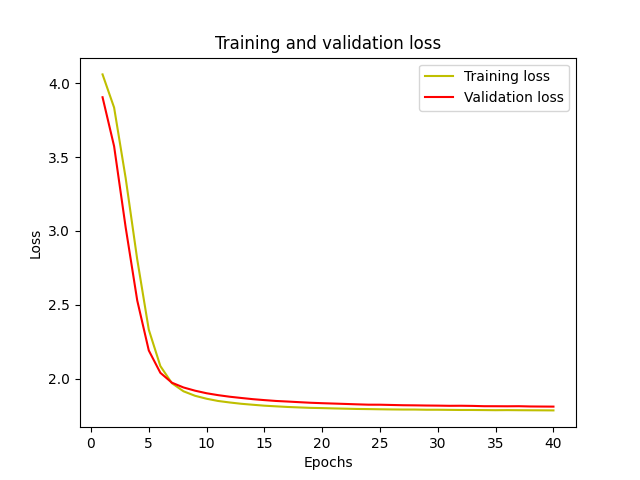 Training and validation loss
Training loss
Validation loss
4.0
3.5
3.0
2.5
2.0
Loss
0 5 10 15 20 25 30 35 40
Epochs